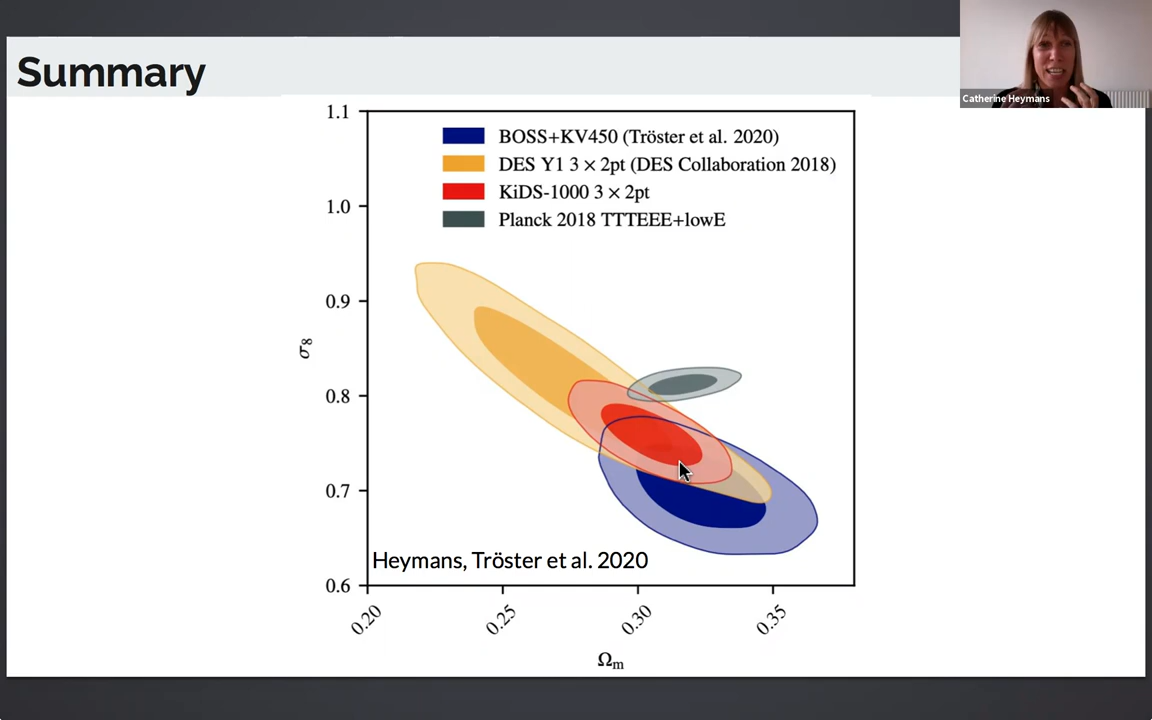 Summary
Catherine Heymans
1.1
BOSS+KV450 (Tröster et al. 2020)
DES Y1 3 × 2pt (DES Collaboration 2018)
KiDS-1000 3 × 2pt
Planck 2018 TTTEEE+lowE
1.0
0.9
σ₈
0.8
0.7
Heymans, Tröster et al. 2020
0.6
0.20
0.25
0.30
0.35
Ωₘ